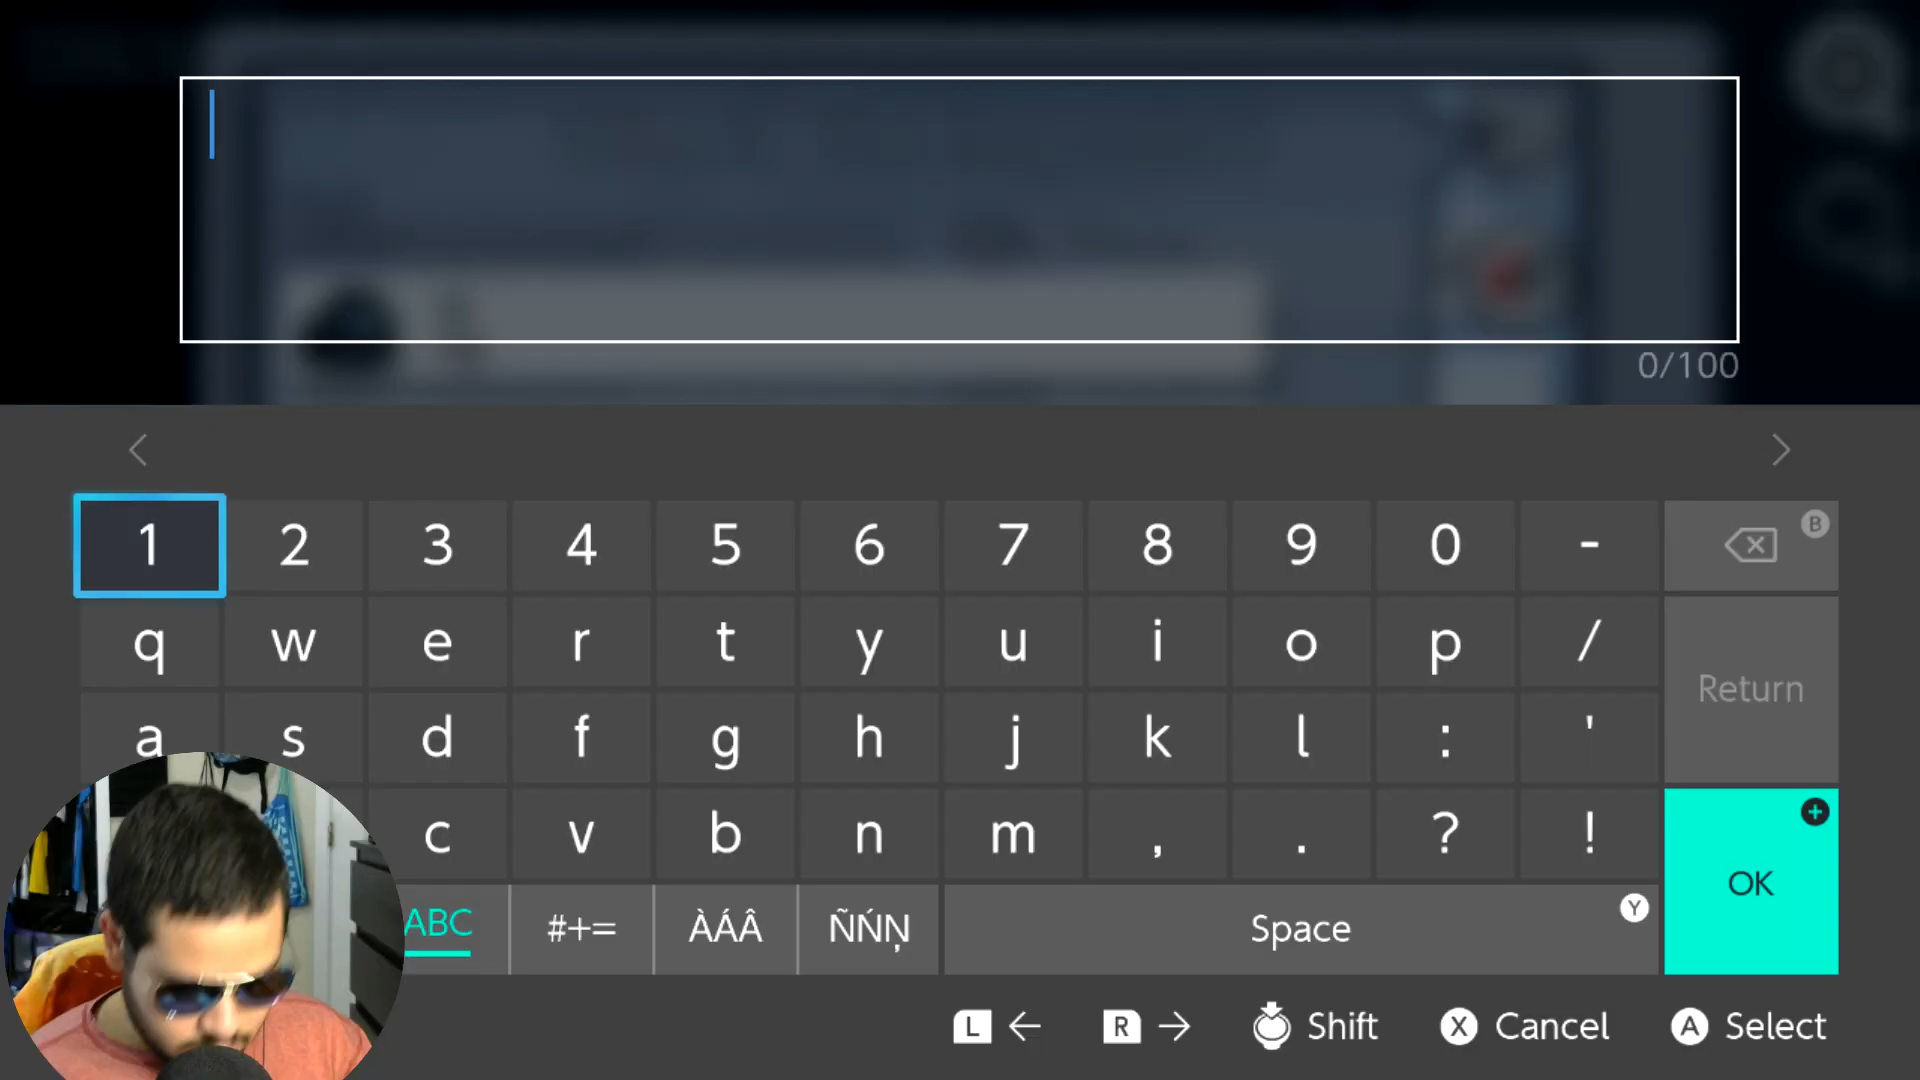 0/100
1 2 3 4 5 6 7 8 9 0 - B
q w e r t y u i o p / Return
a s d f g h j k l : '
c v b n m , . ? ! + OK
ABC #+= ÀÁÂ ÑŃŅ Space Y
L ← R → Shift X Cancel A Select